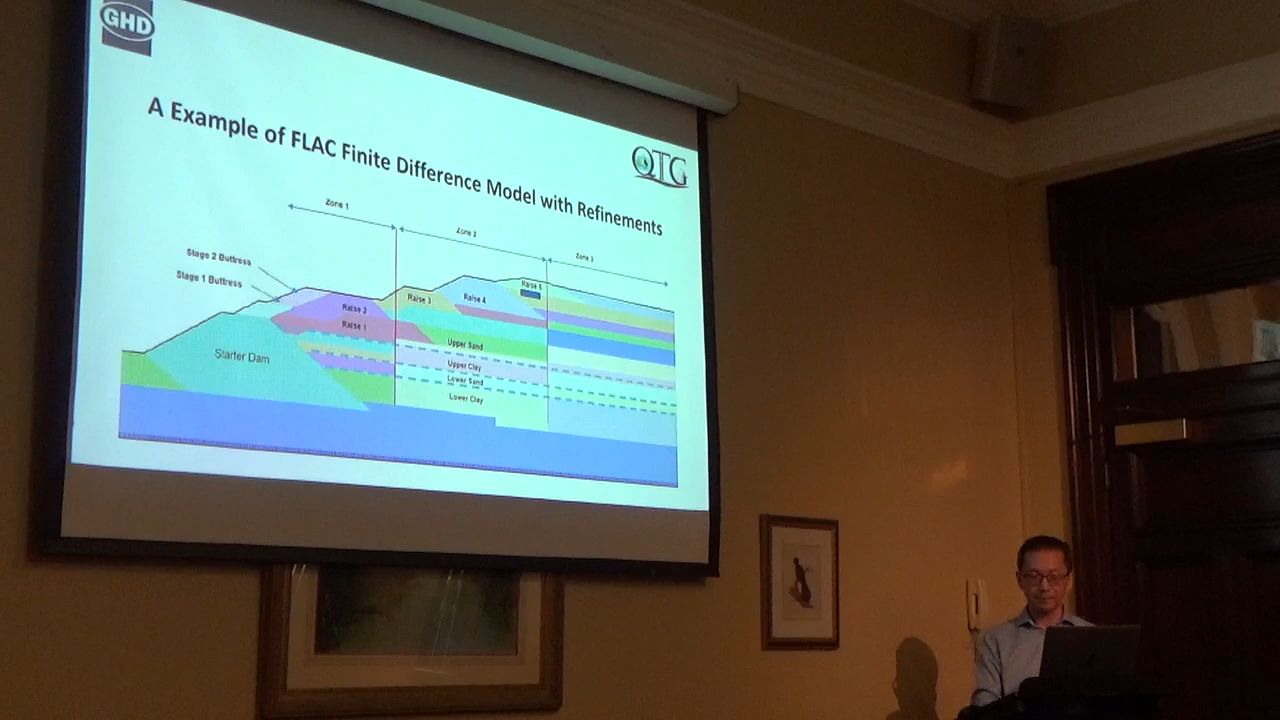 GHD
A Example of FLAC Finite Difference Model with Refinements
QTG
Zone 1
Zone 2
Zone 3
Stage 2 Buttress
Stage 1 Buttress
Raise 5
Raise 3
Raise 4
Raise 2
Raise 1
Starter Dam
Upper Sand
Upper Clay
Lower Sand
Lower Clay